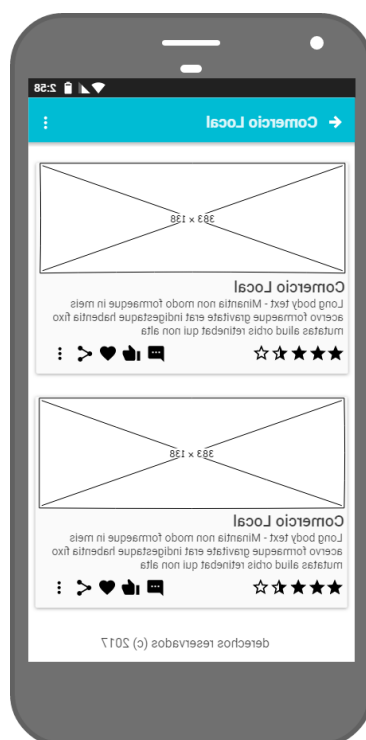 2:58
Comercio Local
383 x 138
Comercio Local
Long body text - Minantia non modo formaeque in meis
acervo formaeque gravitate erat indigestaque habentia fixo
mutatas aliud orbis retinebat qui non alta
383 x 138
Comercio Local
Long body text - Minantia non modo formaeque in meis
acervo formaeque gravitate erat indigestaque habentia fixo
mutatas aliud orbis retinebat qui non alta
derechos reservados (c) 2017